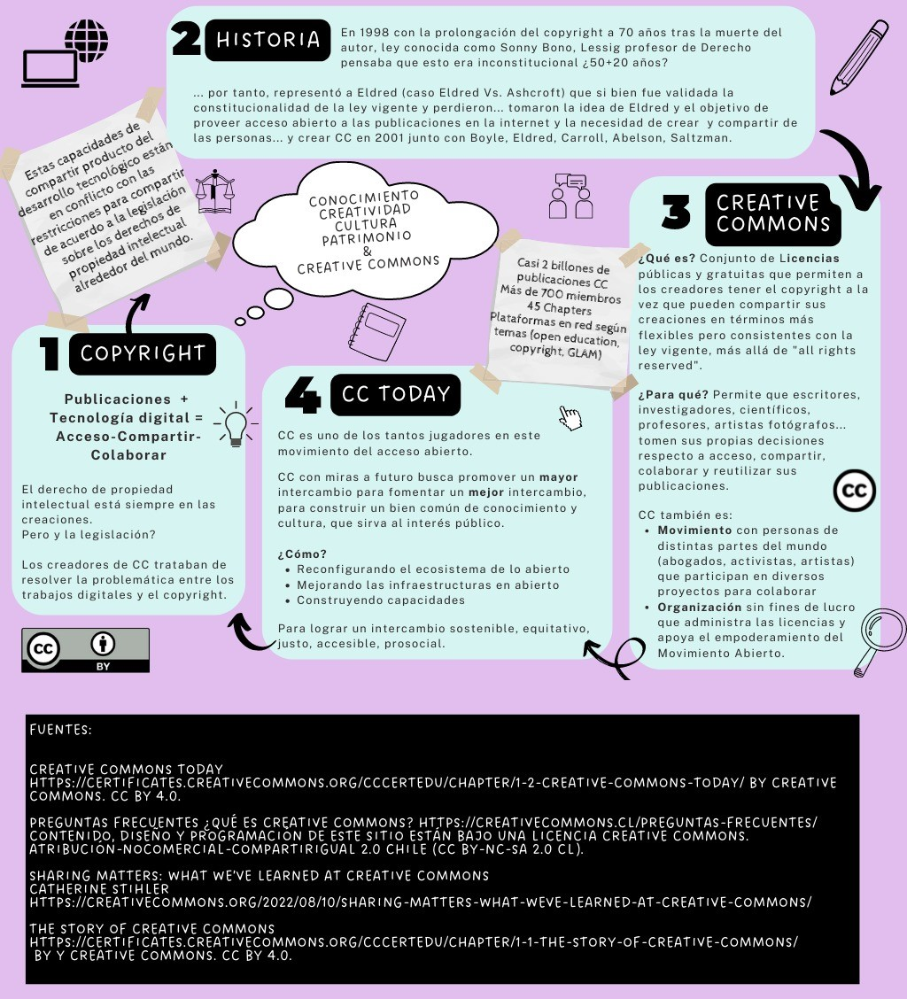 2 HISTORIA
En 1998 con la prolongación del copyright a 70 años tras la muerte del
autor, ley conocida como Sonny Bono, Lessig profesor de Derecho
pensaba que esto era inconstitucional ¿50+20 años?
... por tanto, representó a Eldred (caso Eldred Vs. Ashcroft) que si bien fue validada la
constitucionalidad de la ley vigente y perdieron... tomaron la idea de Eldred y el objetivo de
proveer acceso abierto a las publicaciones en la internet y la necesidad de crear y compartir de
las personas... y crear CC en 2001 junto con Boyle, Eldred, Carroll, Abelson, Saltzman.
Estas capacidades de
compartir producto del
desarrollo tecnológico están
en conflicto con las
restricciones para compartir
de acuerdo a la legislación
sobre los derechos de
propiedad intelectual
alrededor del mundo.
CONOCIMIENTO
CREATIVIDAD
CULTURA
PATRIMONIO
&
CREATIVE COMMONS
1 COPYRIGHT
Publicaciones +
Tecnología digital =
Acceso-Compartir-
Colaborar
El derecho de propiedad
intelectual está siempre en las
creaciones.
Pero y la legislación?
Los creadores de CC trataban de
resolver la problemática entre los
trabajos digitales y el copyright.
cc
BY
Casi 2 billones de
publicaciones CC
Más de 700 miembros
45 Chapters
Plataformas en red según
temas (open education,
copyright, GLAM)
3 CREATIVE
COMMONS
¿Qué es? Conjunto de Licencias
públicas y gratuitas que permiten a
los creadores tener el copyright a la
vez que pueden compartir sus
creaciones en términos más
flexibles pero consistentes con la
ley vigente, más allá de "all rights
reserved".
¿Para qué? Permite que escritores,
investigadores, científicos,
profesores, artistas fotógrafos...
tomen sus propias decisiones
respecto a acceso, compartir,
colaborar y reutilizar sus
publicaciones.
cc
CC también es:
• Movimiento con personas de
distintas partes del mundo
(abogados, activistas, artistas)
que participan en diversos
proyectos para colaborar
• Organización sin fines de lucro
que administra las licencias y
apoya el empoderamiento del
Movimiento Abierto.
4 CC TODAY
CC es uno de los tantos jugadores en este
movimiento del acceso abierto.
CC con miras a futuro busca promover un mayor
intercambio para fomentar un mejor intercambio,
para construir un bien común de conocimiento y
cultura, que sirva al interés público.
¿Cómo?
• Reconfigurando el ecosistema de lo abierto
• Mejorando las infraestructuras en abierto
• Construyendo capacidades
Para lograr un intercambio sostenible, equitativo,
justo, accesible, prosocial.
FUENTES:
CREATIVE COMMONS TODAY
HTTPS://CERTIFICATES.CREATIVECOMMONS.ORG/CCCERTEDU/CHAPTER/1-2-CREATIVE-COMMONS-TODAY/ BY CREATIVE
COMMONS. CC BY 4.0.
PREGUNTAS FRECUENTES ¿QUÉ ES CREATIVE COMMONS? HTTPS://CREATIVECOMMONS.CL/PREGUNTAS-FRECUENTES/
CONTENIDO, DISEÑO Y PROGRAMACIÓN DE ESTE SITIO ESTÁN BAJO UNA LICENCIA CREATIVE COMMONS.
ATRIBUCIÓN-NOCOMERCIAL-COMPARTIRIGUAL 2.0 CHILE (CC BY-NC-SA 2.0 CL).
SHARING MATTERS: WHAT WE'VE LEARNED AT CREATIVE COMMONS
CATHERINE STIHLER
HTTPS://CREATIVECOMMONS.ORG/2022/08/10/SHARING-MATTERS-WHAT-WEVE-LEARNED-AT-CREATIVE-COMMONS/
THE STORY OF CREATIVE COMMONS
HTTPS://CERTIFICATES.CREATIVECOMMONS.ORG/CCCERTEDU/CHAPTER/1-1-THE-STORY-OF-CREATIVE-COMMONS/
BY Y CREATIVE COMMONS. CC BY 4.0.